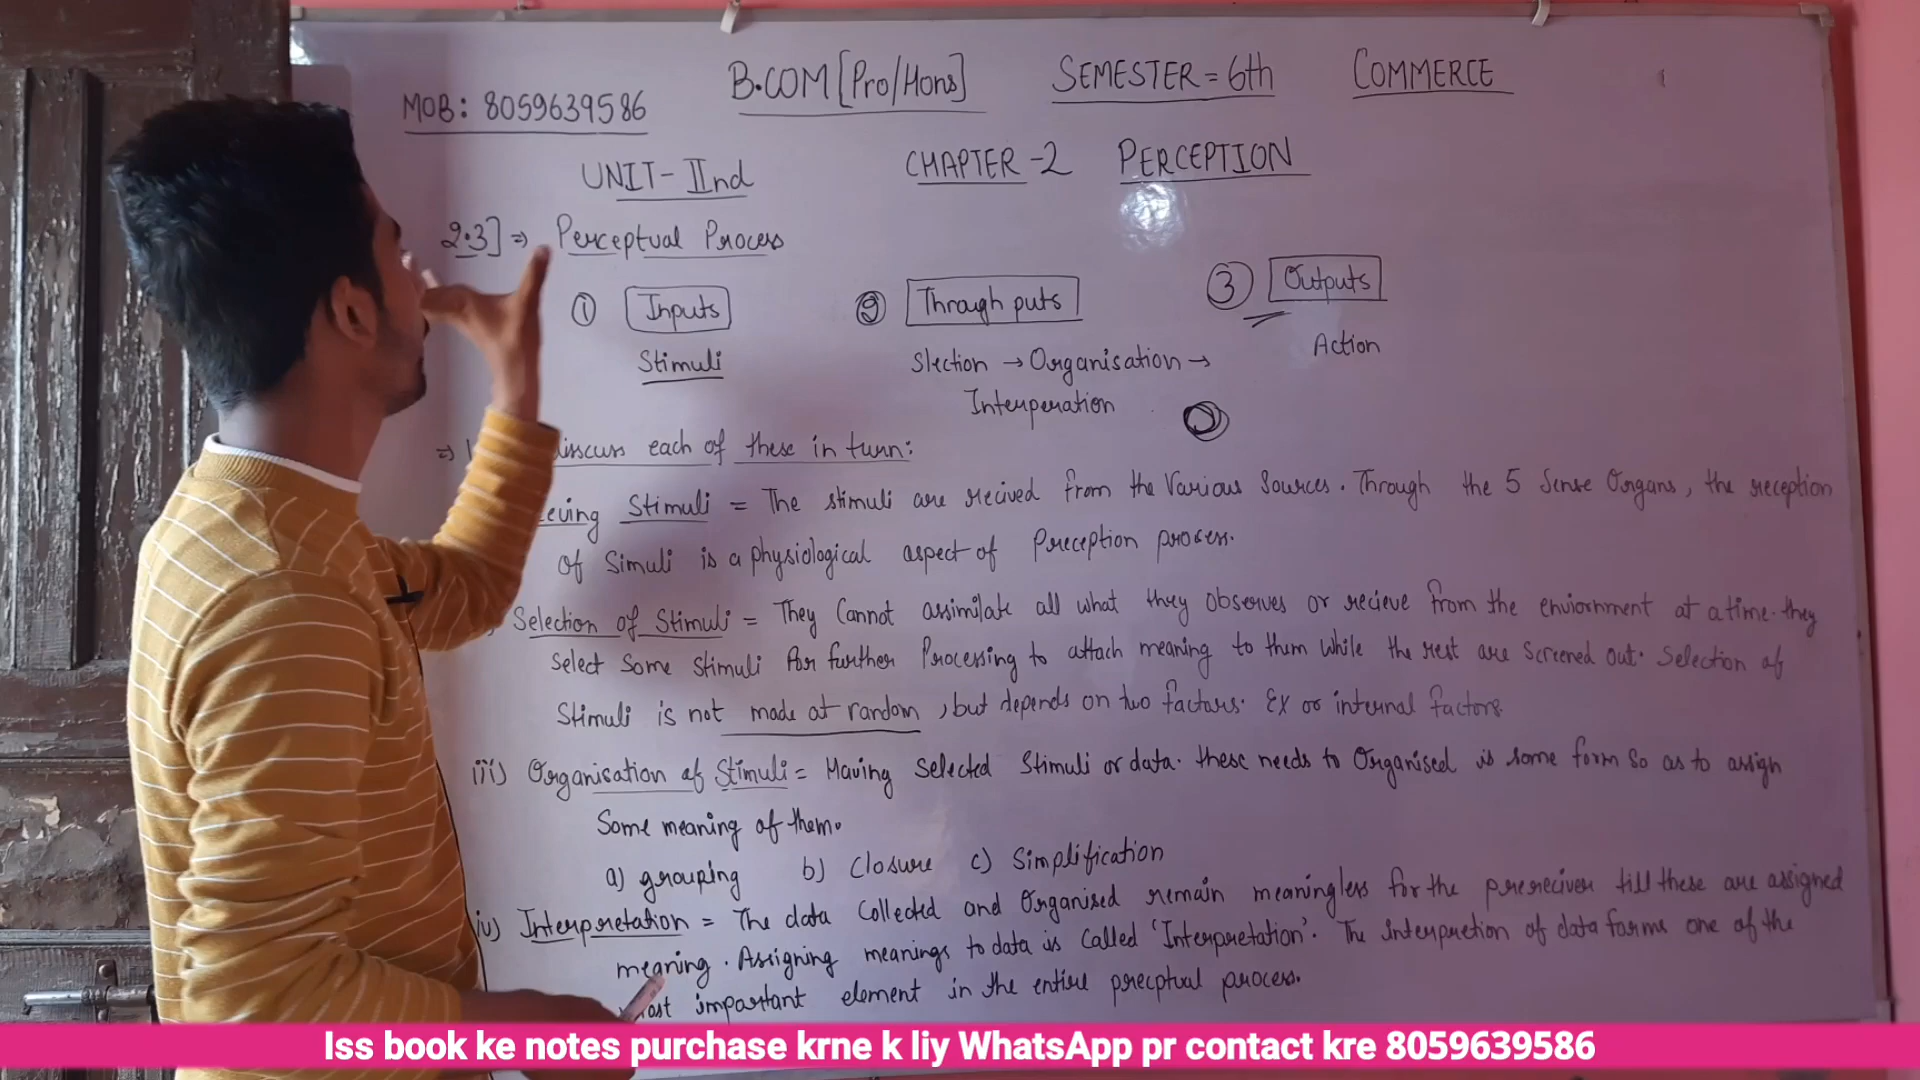 B.COM [Pro/Hons] SEMESTER = 6th COMMERCE
MOB: 8059639586
UNIT - IInd CHAPTER - 2 PERCEPTION
2.3] ⇒ Perceptual Process
① Inputs ② Through puts ③ Outputs
Stimuli Slection → Organisation → Action
Interperation
⇒ discuss each of these in turn:
eving Stimuli = The stimuli are recived from the Various Sources. Through the 5 Sense Organs, the reception
of Simuli is a physiological aspect of Preception process.
Selection of Stimuli = They Cannot assimilate all what they observes or recieve from the enviornment at a time. they
Select Some stimuli for further Processing to attach meaning to them while the rest are screened out. Selection of
Stimuli is not made at random, but depends on two factors. Ex or internal factors.
iii) Organisation of Stimuli = Having Selected Stimuli or data. these needs to Organised is some form so as to assign
Some meaning of them.
a) grouping b) Closure c) Simplification
iv) Interpretation = The data Collected and Organised remain meaningless for the till these are assigned
meaning. Assigning meanings to data is Called 'Interpretation'. The of data forms one of the
most important element in the entire precptual process.
Iss book ke notes purchase krne k liy WhatsApp pr contact kre 8059639586